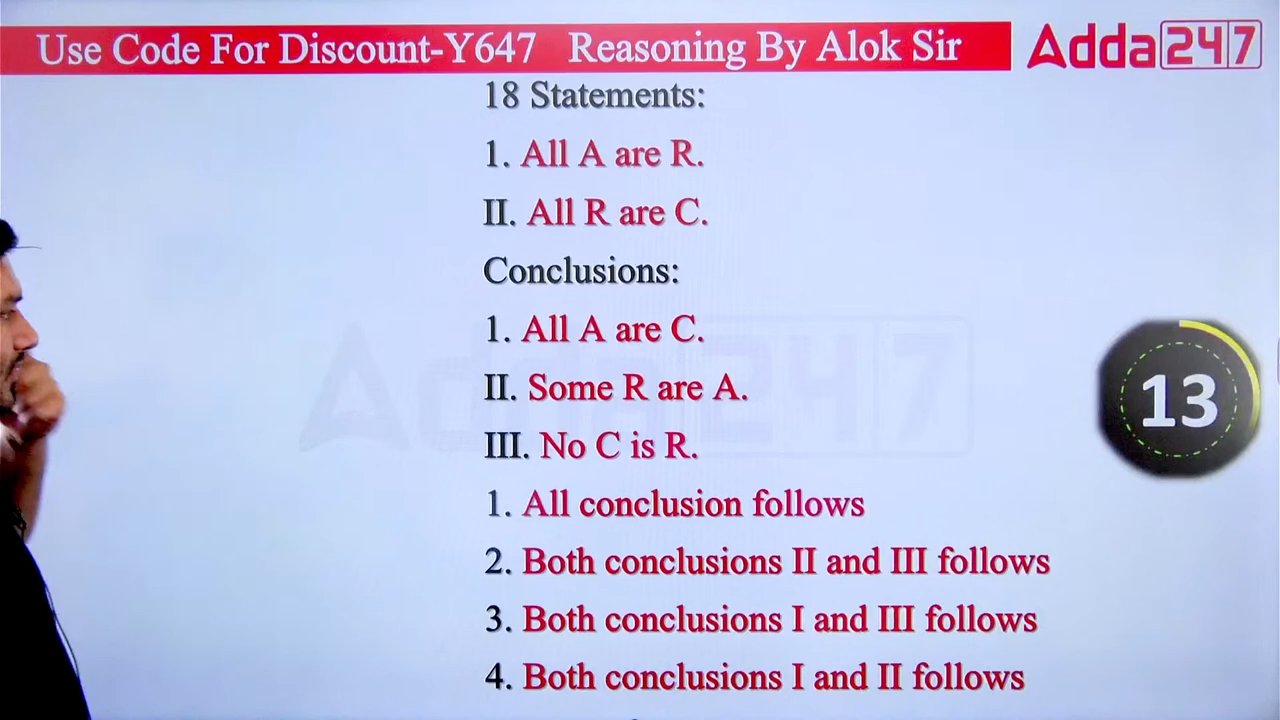 Use Code For Discount-Y647 Reasoning By Alok Sir
Adda247
18 Statements:
1. All A are R.
II. All R are C.
Conclusions:
1. All A are C.
II. Some R are A.
III. No C is R.
1. All conclusion follows
2. Both conclusions II and III follows
3. Both conclusions I and III follows
4. Both conclusions I and II follows
13
Adda247